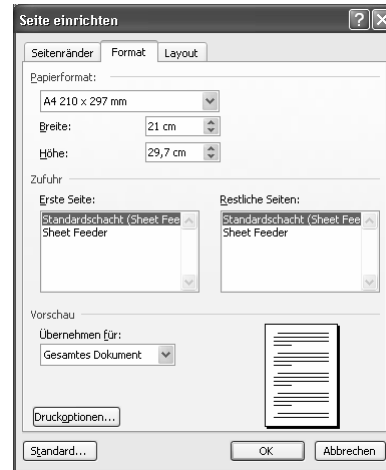 Seite einrichten
Seitenränder Format Layout
Papierformat:
A4 210 x 297 mm
Breite: 21 cm
Höhe: 29,7 cm
Zufuhr
Erste Seite: Restliche Seiten:
Standardschacht (Sheet Fee Standardschacht (Sheet Fee
Sheet Feeder Sheet Feeder
Vorschau
Übernehmen für:
Gesamtes Dokument
Druckoptionen...
Standard... OK Abbrechen